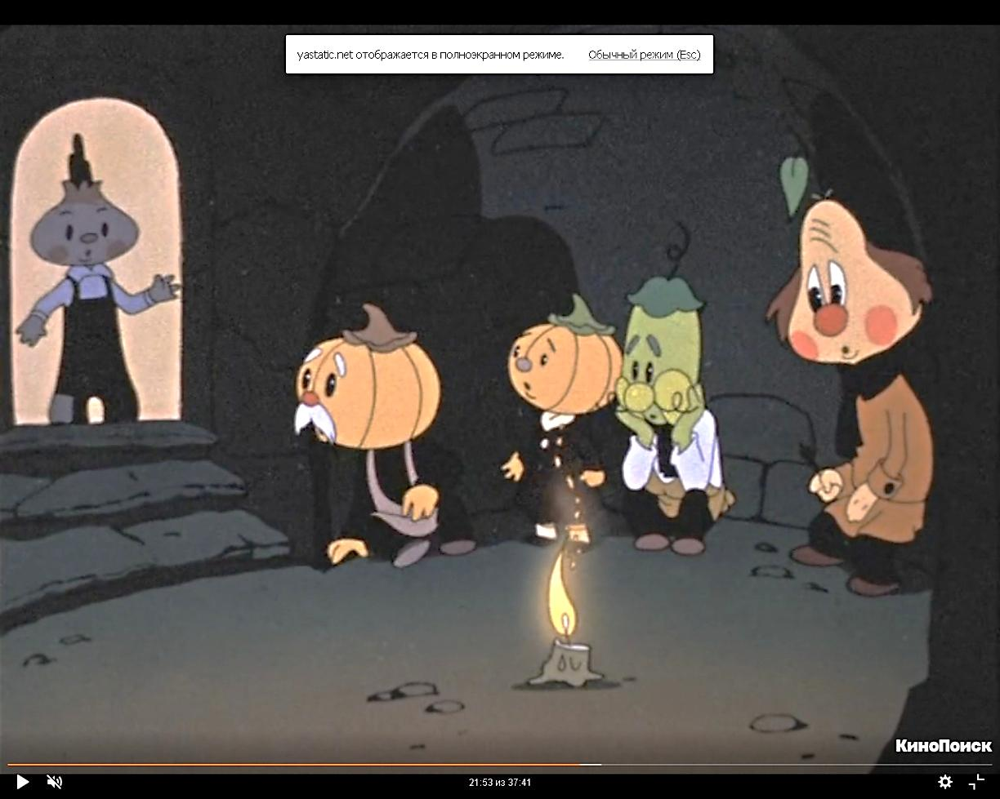 yastatic.net отображается в полноэкранном режиме. Обычный режим (Esc)
КиноПоиск
21:53 из 37:41